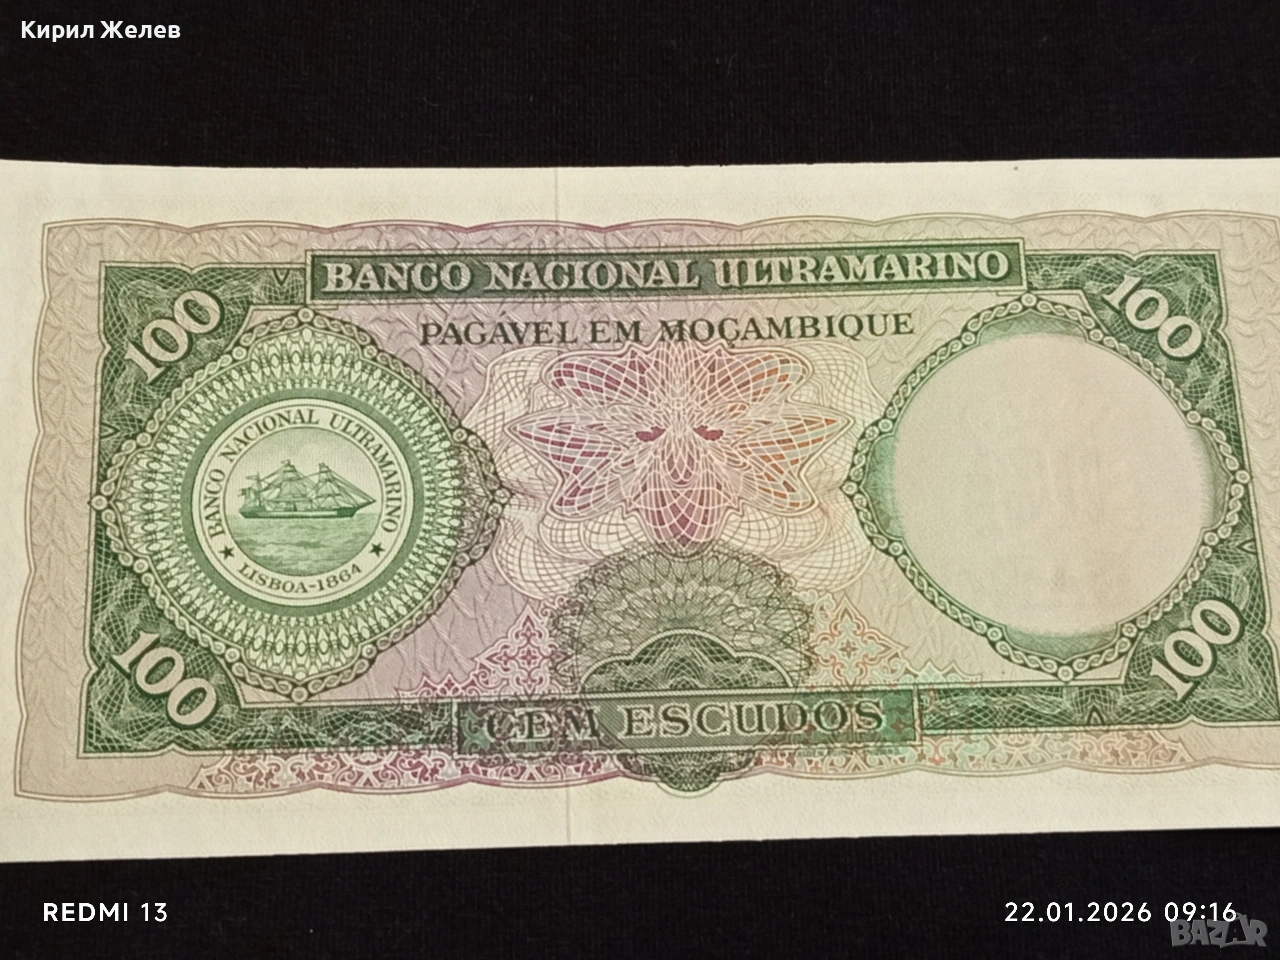 Кирил Желев
BANCO NACIONAL ULTRAMARINO
PAGÁVEL EM MOÇAMBIQUE
100
100
BANCO NACIONAL ULTRAMARINO
★ LISBOA-1864 ★
100
100
CEM ESCUDOS
REDMI 13
22.01.2026 09:16
BAZAR